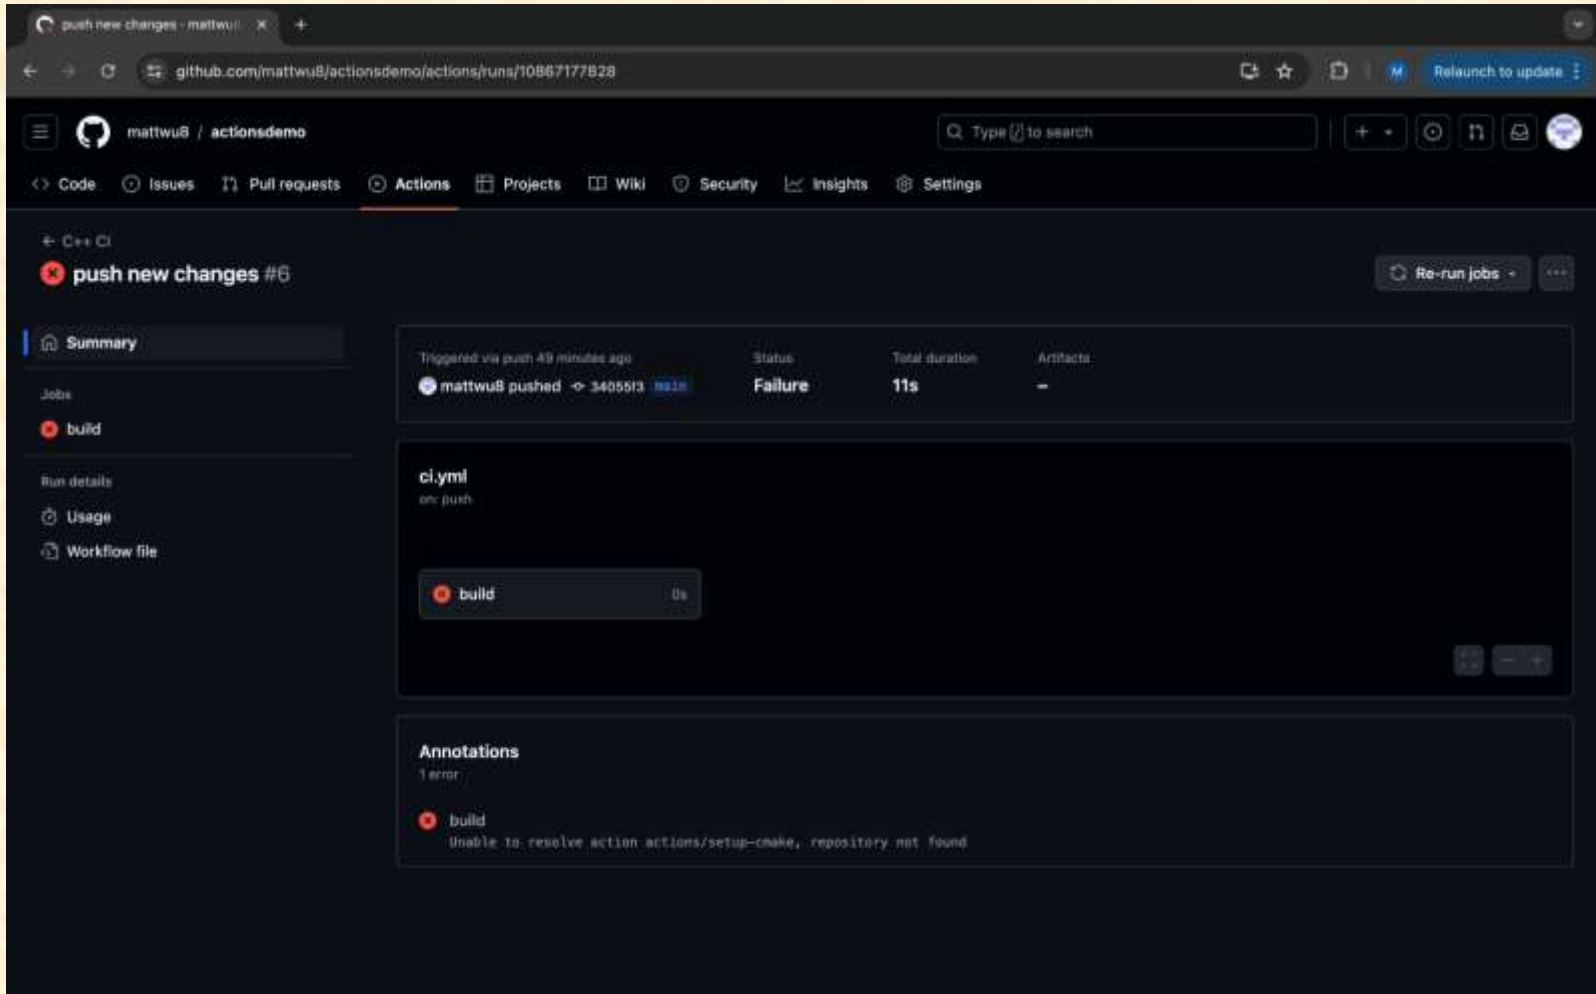 push new changes · mattwu8
github.com/mattwu8/actionsdemo/actions/runs/10867177828
M
Relaunch to update
mattwu8 / actionsdemo
Type / to search
Code
Issues
Pull requests
Actions
Projects
Wiki
Security
Insights
Settings
← C++ CI
push new changes #6
Re-run jobs
Summary
Triggered via push 49 minutes ago
Status
Total duration
Artifacts
mattwu8 pushed 34055f3 main
Failure
11s
–
Jobs
build
Run details
Usage
Workflow file
ci.yml
on: push
build
0s
Annotations
1 error
build
Unable to resolve action actions/setup-cmake, repository not found